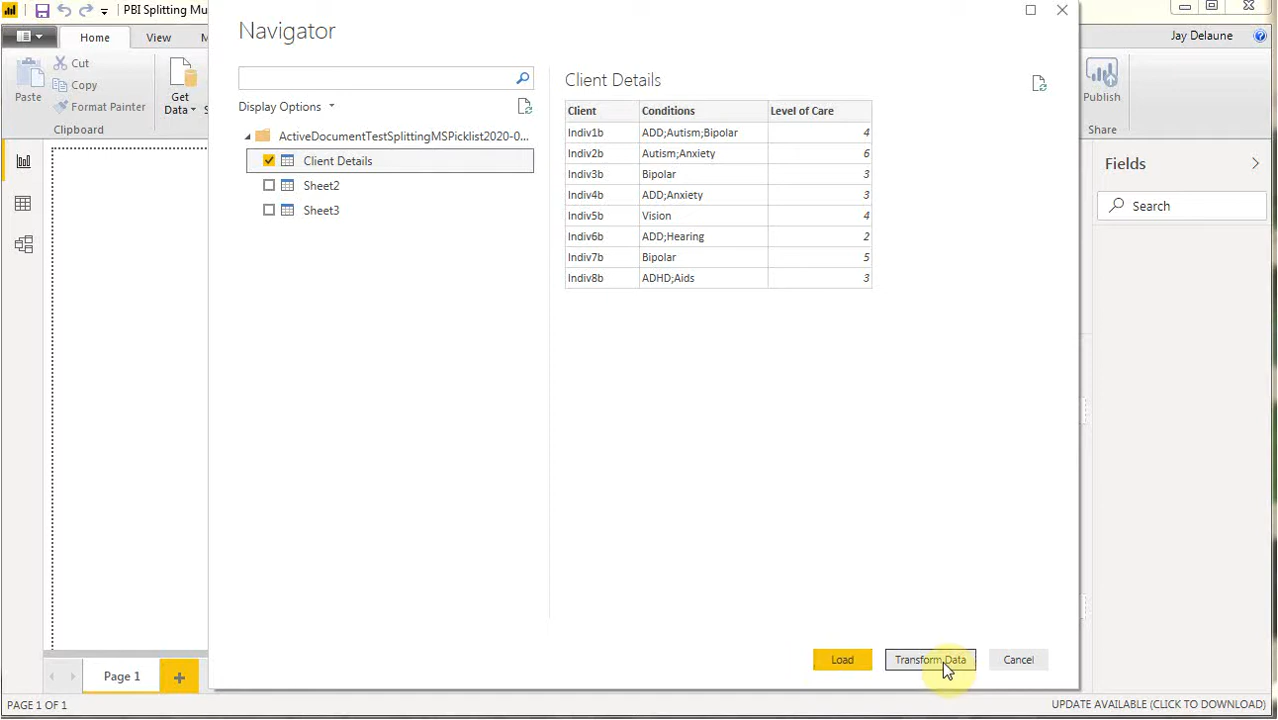 PBI Splitting Mu
Navigator
Home
View
Jay Delaune
Cut
Copy
Format Painter
Paste
Clipboard
Get
Data
Publish
Share
Display Options
ActiveDocumentTestSplittingMSPicklist2020-0...
Client Details
Sheet2
Sheet3
Client Details
Client Conditions Level of Care
Indiv1b ADD;Autism;Bipolar 4
Indiv2b Autism;Anxiety 6
Indiv3b Bipolar 3
Indiv4b ADD;Anxiety 3
Indiv5b Vision 4
Indiv6b ADD;Hearing 2
Indiv7b Bipolar 5
Indiv8b ADHD;Aids 3
Fields
Search
Load
Transform Data
Cancel
Page 1
PAGE 1 OF 1
UPDATE AVAILABLE (CLICK TO DOWNLOAD)